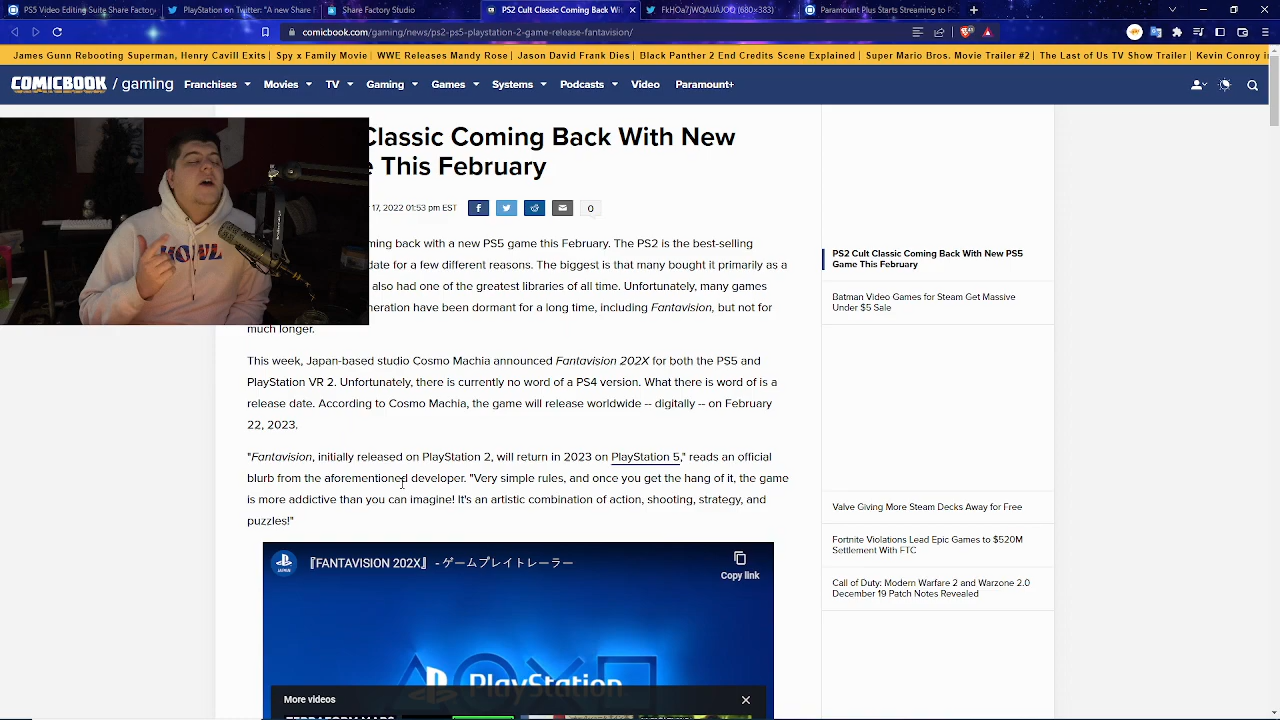 PS5 Video Editing Suite Share Factory
PlayStation on Twitter: "A new Share F
Share Factory Studio
PS2 Cult Classic Coming Back Wit
FkHOa7jWQAUAUOQ (680×383)
Paramount Plus Starts Streaming to P
comicbook.com/gaming/news/ps2-ps5-playstation-2-game-release-fantavision/
James Gunn Rebooting Superman, Henry Cavill Exits | Spy x Family Movie | WWE Releases Mandy Rose | Jason David Frank Dies | Black Panther 2 End Credits Scene Explained | Super Mario Bros. Movie Trailer #2 | The Last of Us TV Show Trailer | Kevin Conroy in
COMICBOOK / gaming Franchises Movies TV Gaming Games Systems Podcasts Video Paramount+
Classic Coming Back With New
This February
17, 2022 01:53 pm EST
0
ming back with a new PS5 game this February. The PS2 is the best-selling
date for a few different reasons. The biggest is that many bought it primarily as a
also had one of the greatest libraries of all time. Unfortunately, many games
neration have been dormant for a long time, including Fantavision, but not for
much longer.
This week, Japan-based studio Cosmo Machia announced Fantavision 202X for both the PS5 and
PlayStation VR 2. Unfortunately, there is currently no word of a PS4 version. What there is word of is a
release date. According to Cosmo Machia, the game will release worldwide -- digitally -- on February
22, 2023.
"Fantavision, initially released on PlayStation 2, will return in 2023 on PlayStation 5," reads an official
blurb from the aforementioned developer. "Very simple rules, and once you get the hang of it, the game
is more addictive than you can imagine! It's an artistic combination of action, shooting, strategy, and
puzzles!"
『FANTAVISION 202X』 - ゲームプレイトレーラー
JAPAN
Copy link
PlayStation
More videos
TERRAFORM MARS
HOWL
PS2 Cult Classic Coming Back With New PS5
Game This February
Batman Video Games for Steam Get Massive
Under $5 Sale
Valve Giving More Steam Decks Away for Free
Fortnite Violations Lead Epic Games to $520M
Settlement With FTC
Call of Duty: Modern Warfare 2 and Warzone 2.0
December 19 Patch Notes Revealed